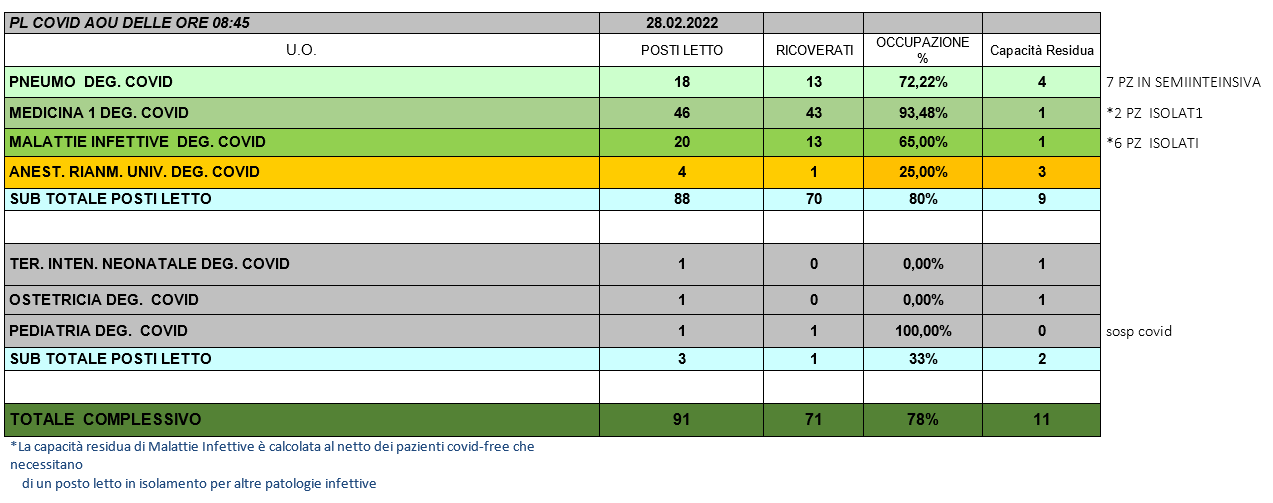 PL COVID AOU DELLE ORE 08:45 28.02.2022
U.O. POSTI LETTO RICOVERATI OCCUPAZIONE % Capacità Residua
PNEUMO DEG. COVID 18 13 72,22% 4 7 PZ IN SEMIINTEINSIVA
MEDICINA 1 DEG. COVID 46 43 93,48% 1 *2 PZ ISOLAT1
MALATTIE INFETTIVE DEG. COVID 20 13 65,00% 1 *6 PZ ISOLATI
ANEST. RIANM. UNIV. DEG. COVID 4 1 25,00% 3
SUB TOTALE POSTI LETTO 88 70 80% 9
TER. INTEN. NEONATALE DEG. COVID 1 0 0,00% 1
OSTETRICIA DEG. COVID 1 0 0,00% 1
PEDIATRIA DEG. COVID 1 1 100,00% 0 sosp covid
SUB TOTALE POSTI LETTO 3 1 33% 2
TOTALE COMPLESSIVO 91 71 78% 11
*La capacità residua di Malattie Infettive è calcolata al netto dei pazienti covid-free che
necessitano
di un posto letto in isolamento per altre patologie infettive